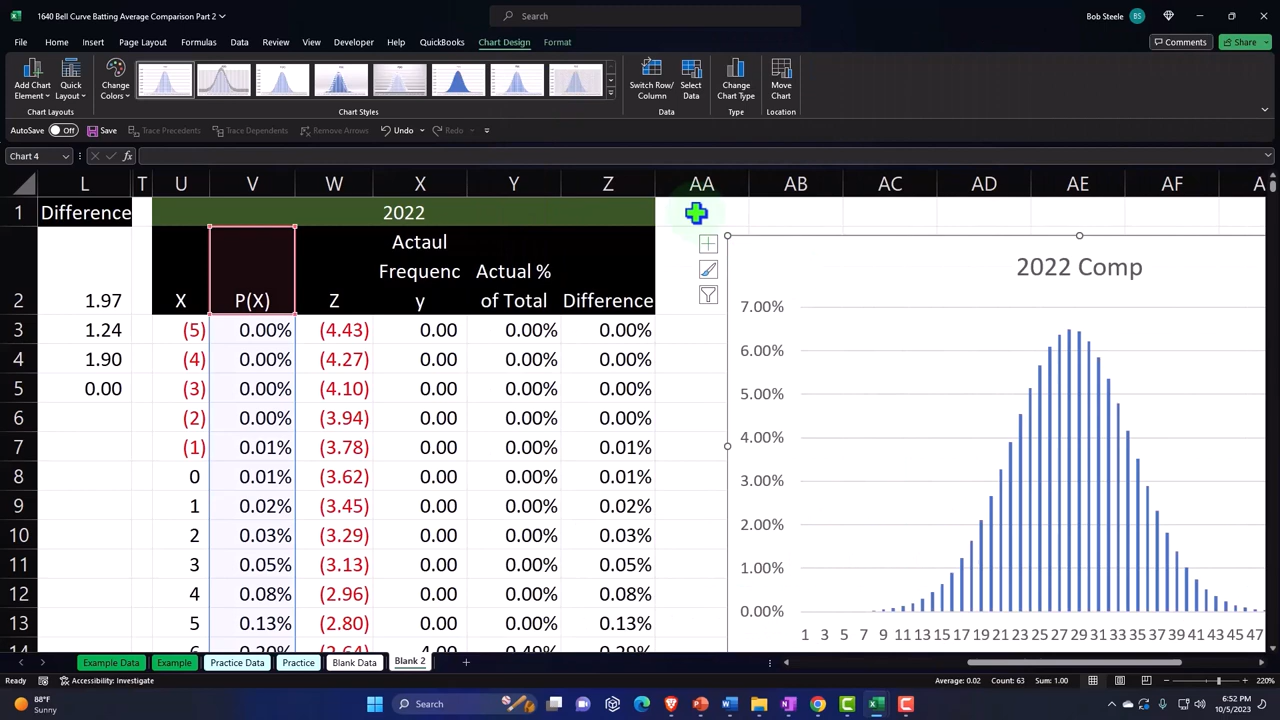 1640 Bell Curve Batting Average Comparison Part 2
Search
Bob Steele
BS
File Home Insert Page Layout Formulas Data Review View Developer Help QuickBooks Chart Design Format
Comments
Share
Add Chart Element
Quick Layout
Change Colors
Switch Row/Column
Select Data
Change Chart Type
Move Chart
Chart Layouts
Chart Styles
Data
Type
Location
AutoSave Off Save Trace Precedents Trace Dependents Remove Arrows Undo Redo
Chart 4
fx
L T U V W X Y Z AA AB AC AD AE AF A
1 Difference 2022
Actaul
Frequenc Actual %
2 1.97 X P(X) Z y of Total Difference
3 1.24 (5) 0.00% (4.43) 0.00 0.00% 0.00%
4 1.90 (4) 0.00% (4.27) 0.00 0.00% 0.00%
5 0.00 (3) 0.00% (4.10) 0.00 0.00% 0.00%
6 (2) 0.00% (3.94) 0.00 0.00% 0.00%
7 (1) 0.01% (3.78) 0.00 0.00% 0.01%
8 0 0.01% (3.62) 0.00 0.00% 0.01%
9 1 0.02% (3.45) 0.00 0.00% 0.02%
10 2 0.03% (3.29) 0.00 0.00% 0.03%
11 3 0.05% (3.13) 0.00 0.00% 0.05%
12 4 0.08% (2.96) 0.00 0.00% 0.08%
13 5 0.13% (2.80) 0.00 0.00% 0.13%
2022 Comp
7.00%
6.00%
5.00%
4.00%
3.00%
2.00%
1.00%
0.00%
1 3 5 7 9 11 13 15 17 19 21 23 25 27 29 31 33 35 37 39 41 43 45 47
Example Data Example Practice Data Practice Blank Data Blank 2
Ready Accessibility: Investigate Average: 0.02 Count: 63 Sum: 1.00 220%
88°F
Sunny
Search
6:52 PM
10/5/2023